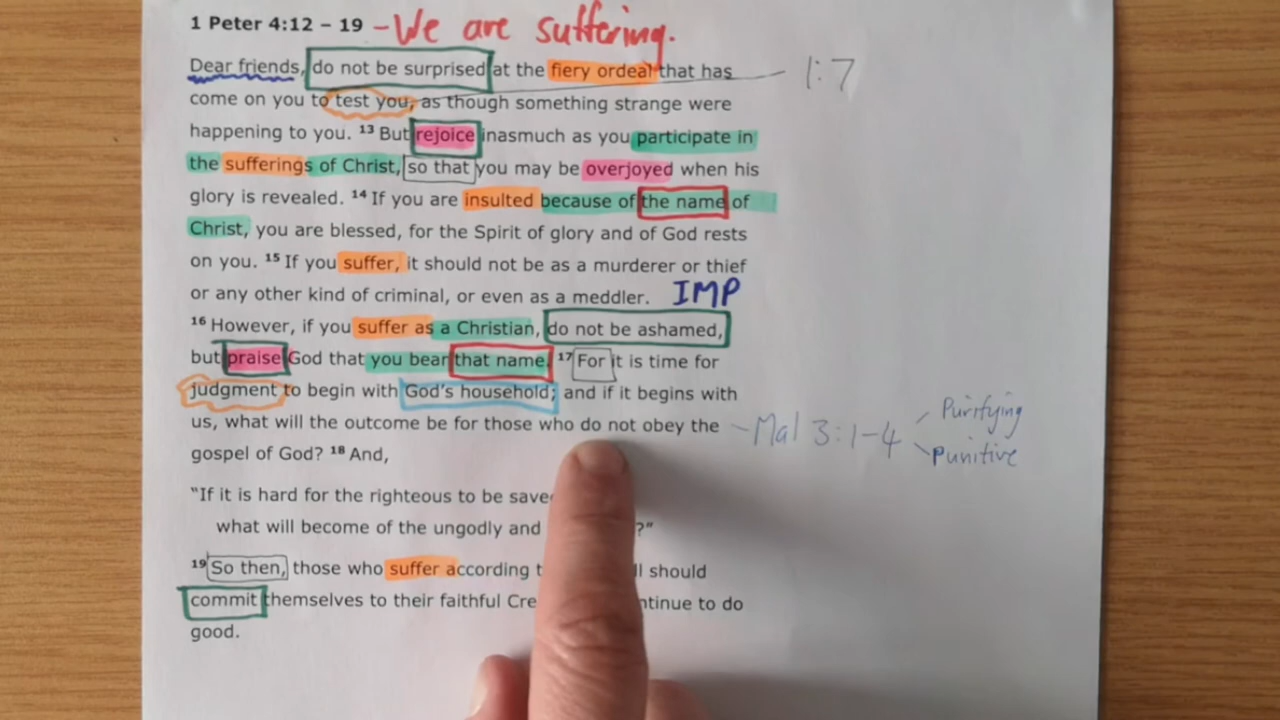 1 Peter 4:12 – 19 - We are suffering.
Dear friends, do not be surprised at the fiery ordeal that has 1:7
come on you to test you, as though something strange were
happening to you. 13 But rejoice inasmuch as you participate in
the sufferings of Christ, so that you may be overjoyed when his
glory is revealed. 14 If you are insulted because of the name of
Christ, you are blessed, for the Spirit of glory and of God rests
on you. 15 If you suffer, it should not be as a murderer or thief
or any other kind of criminal, or even as a meddler. IMP
16 However, if you suffer as a Christian, do not be ashamed,
but praise God that you bear that name. 17 For it is time for
judgment to begin with God's household; and if it begins with
us, what will the outcome be for those who do not obey the - Mal 3:1-4 Purifying
punitive
gospel of God? 18 And,
"If it is hard for the righteous to be save
what will become of the ungodly and ?"
19 So then, those who suffer according t ll should
commit themselves to their faithful Cre ntinue to do
good.